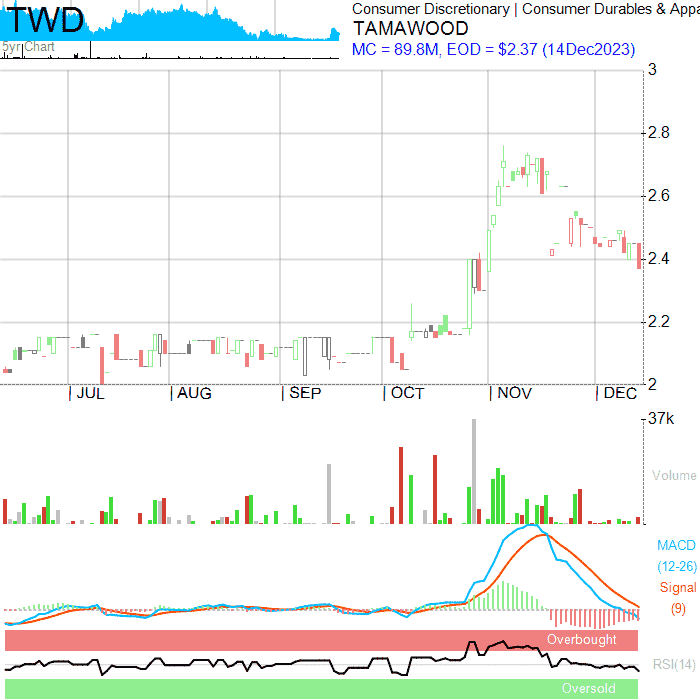 TWD
5yr Chart
Consumer Discretionary | Consumer Durables & Appa
TAMAWOOD
MC = 89.8M, EOD = $2.37 (14Dec2023)
3
2.8
2.6
2.4
2.2
2
JUL
AUG
SEP
OCT
NOV
DEC
37k
Volume
MACD
(12-26)
Signal
(9)
Overbought
RSI(14)
Oversold